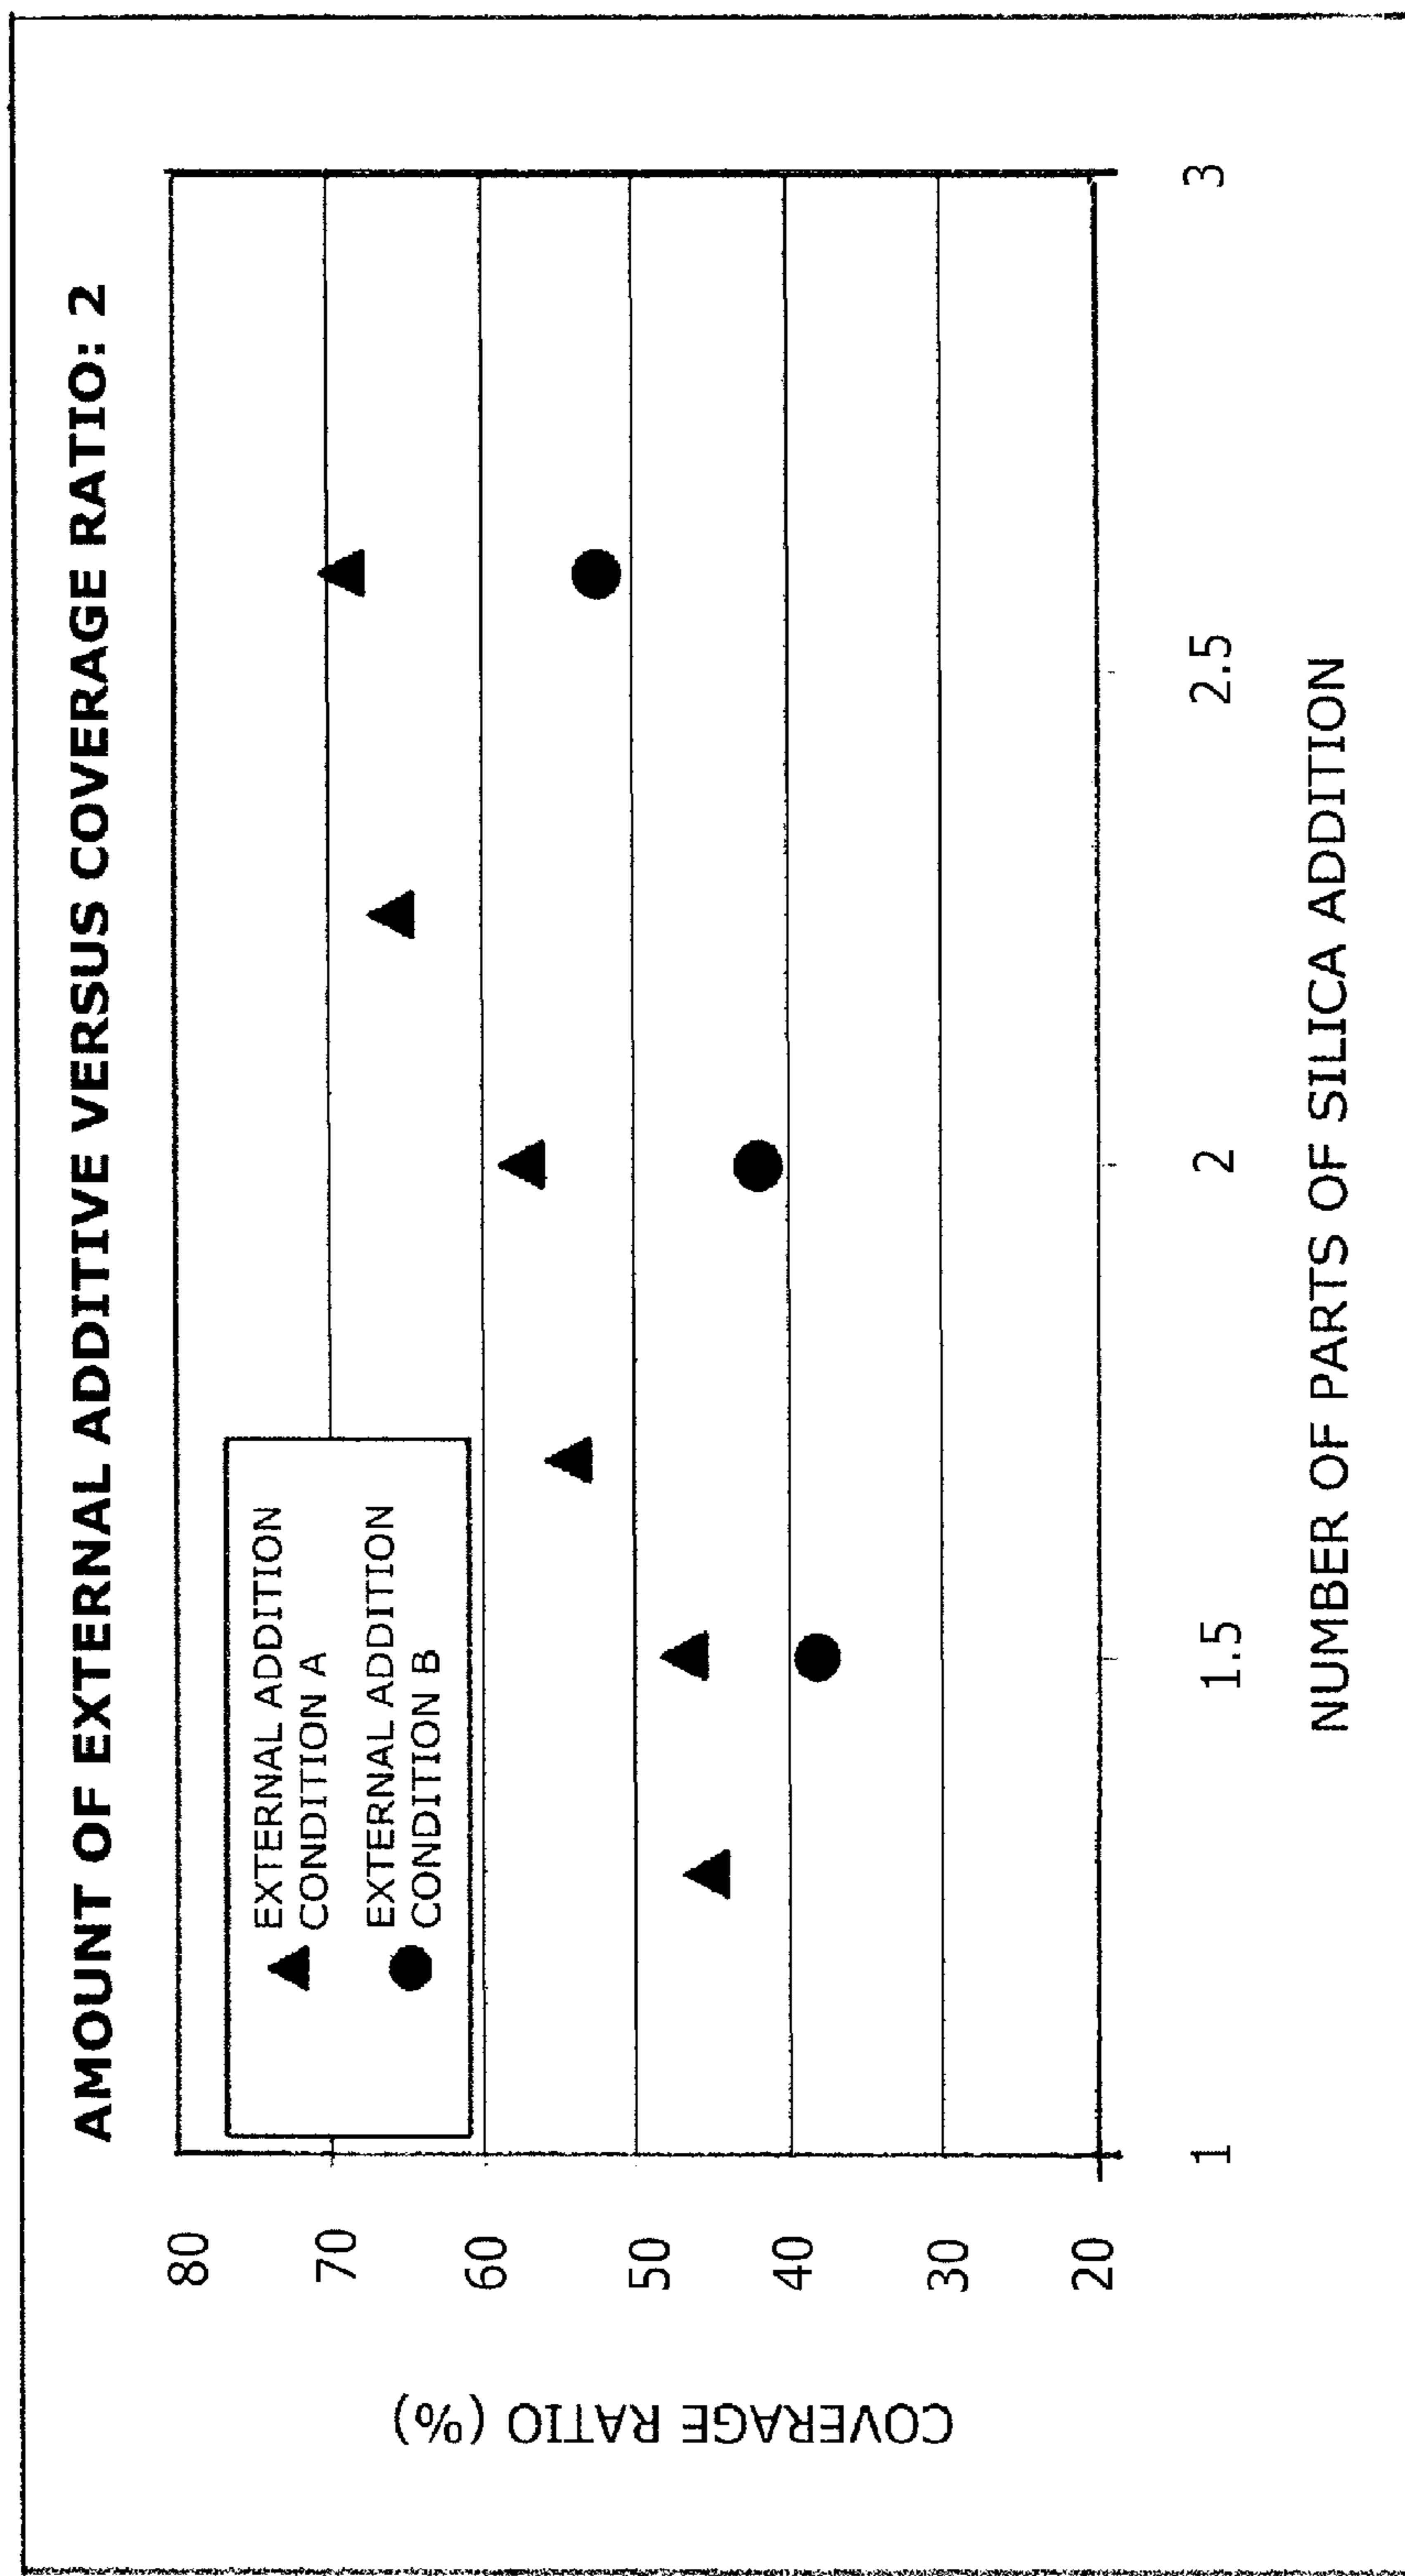 AMOUNT OF EXTERNAL ADDITIVE VERSUS COVERAGE RATIO: 2
COVERAGE RATIO (%)
80
70
60
50
40
30
20
EXTERNAL ADDITION
CONDITION A
EXTERNAL ADDITION
CONDITION B
1
1.5
2
2.5
3
NUMBER OF PARTS OF SILICA ADDITION